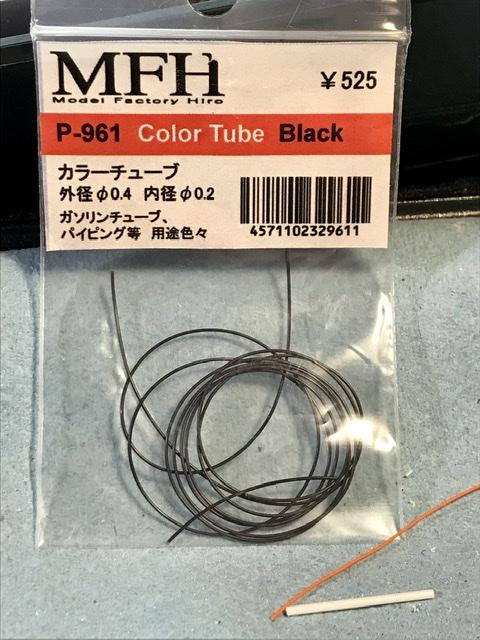 MFH
Model Factory Hiro
￥525
P-961 Color Tube Black
カラーチューブ
外径φ0.4 内径φ0.2
ガソリンチューブ、
パイピング等 用途色々
4571102329611